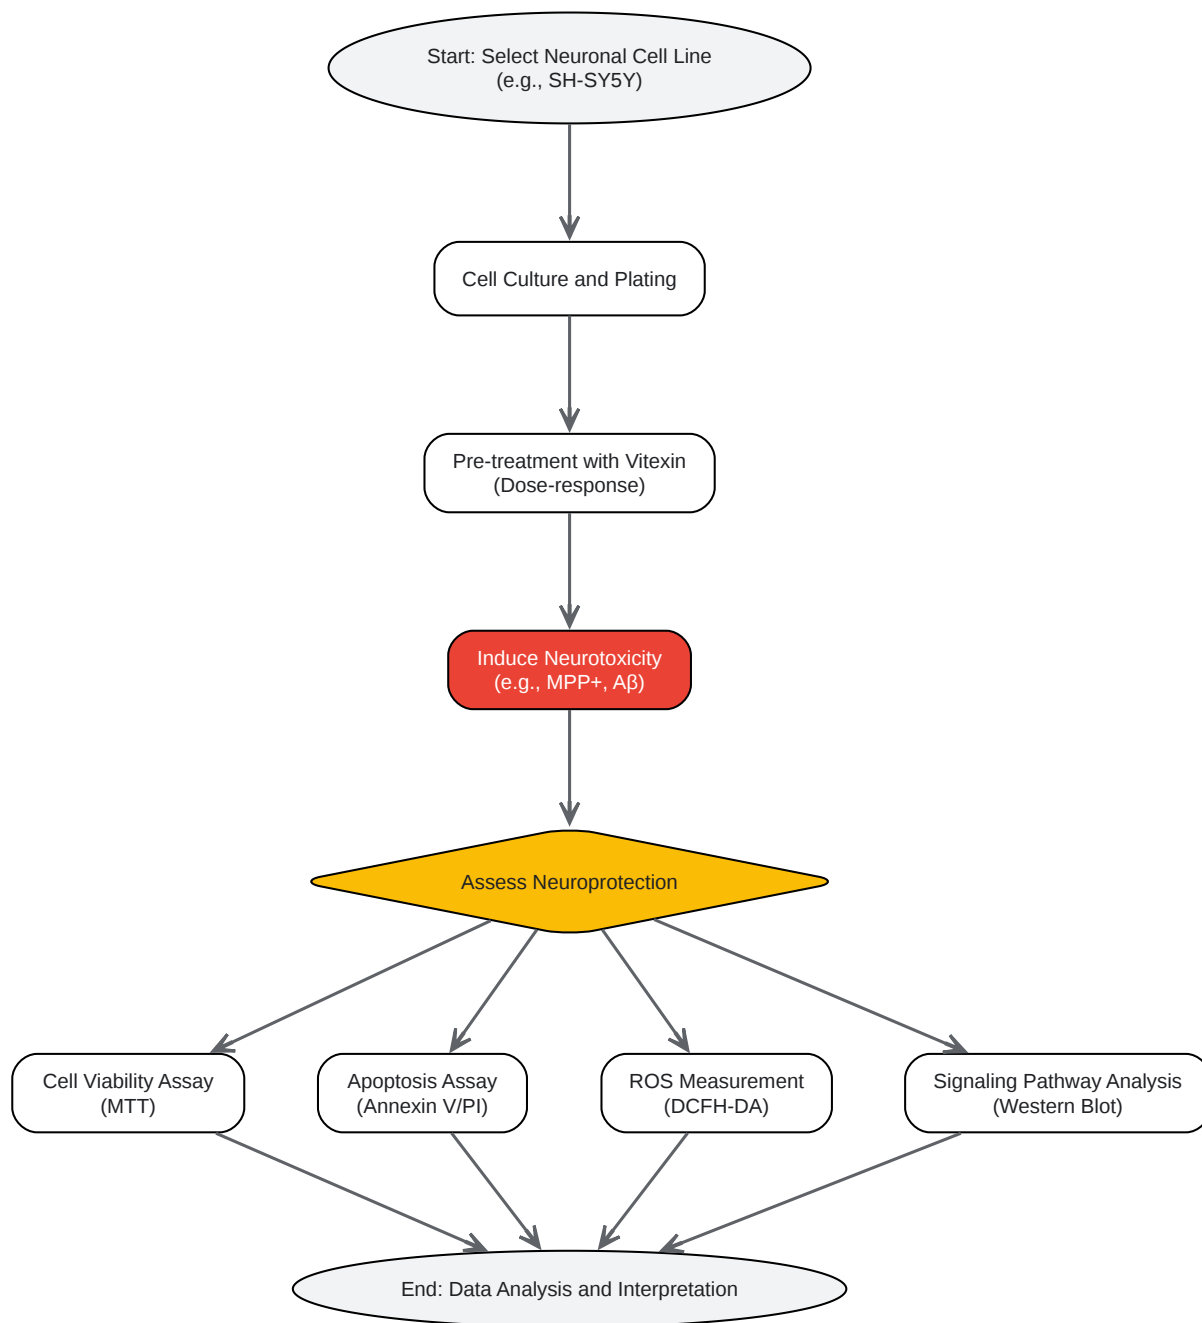 Start: Select Neuronal Cell Line
(e.g., SH-SY5Y)
Cell Culture and Plating
Pre-treatment with Vitexin
(Dose-response)
Induce Neurotoxicity
(e.g., MPP+, Aβ)
Assess Neuroprotection
Cell Viability Assay
(MTT)
Apoptosis Assay
(Annexin V/PI)
ROS Measurement
(DCFH-DA)
Signaling Pathway Analysis
(Western Blot)
End: Data Analysis and Interpretation